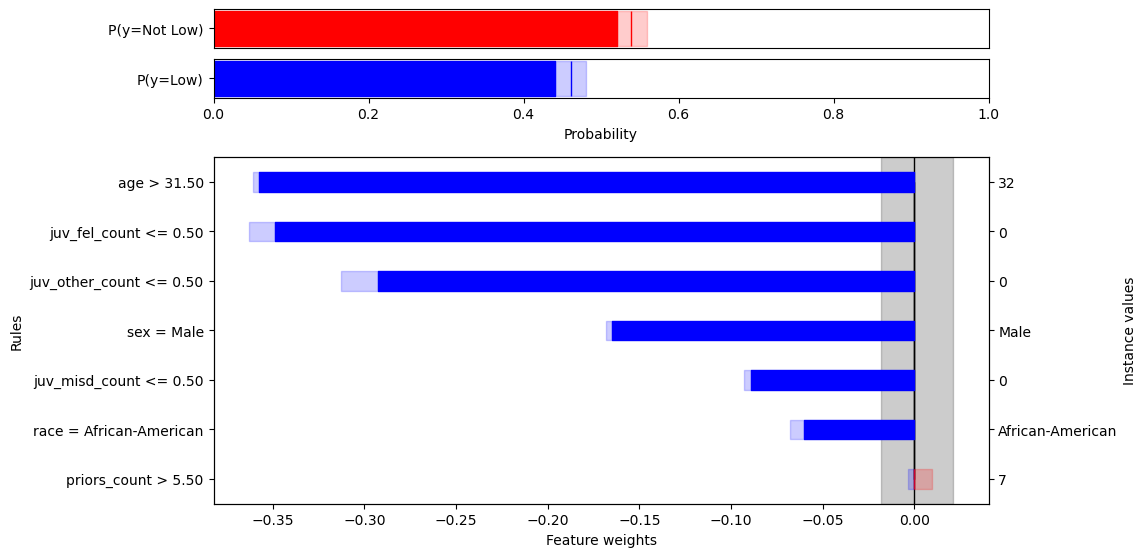 P(y=Not Low)
P(y=Low)
0.0 0.2 0.4 0.6 0.8 1.0
Probability
age > 31.50 32
juv_fel_count <= 0.50 0
juv_other_count <= 0.50 0
sex = Male Male
juv_misd_count <= 0.50 0
race = African-American African-American
priors_count > 5.50 7
Rules
Instance values
−0.35 −0.30 −0.25 −0.20 −0.15 −0.10 −0.05 0.00
Feature weights